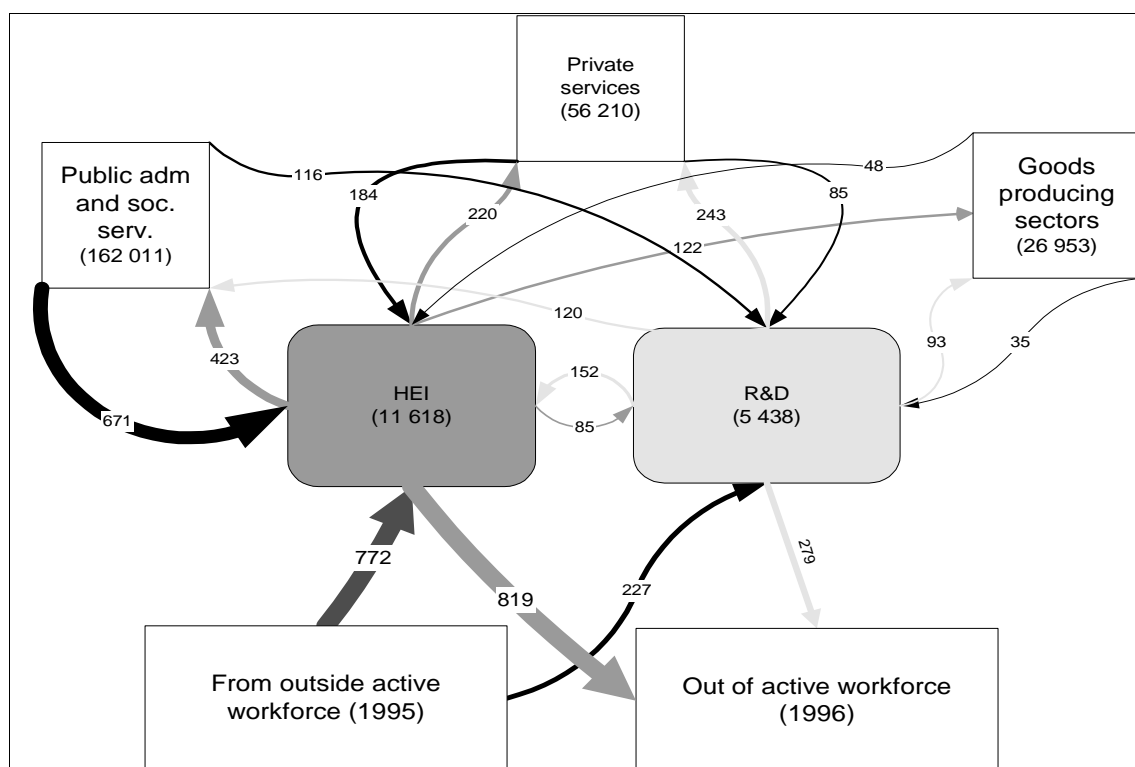 Private
services
(56 210)
Public adm
and soc.
serv.
(162 011)
Goods
producing
sectors
(26 953)
116
184
220
243
85
48
122
120
423
671
152
85
93
35
HEI
(11 618)
R&D
(5 438)
772
819
227
279
From outside active
workforce (1995)
Out of active workforce
(1996)